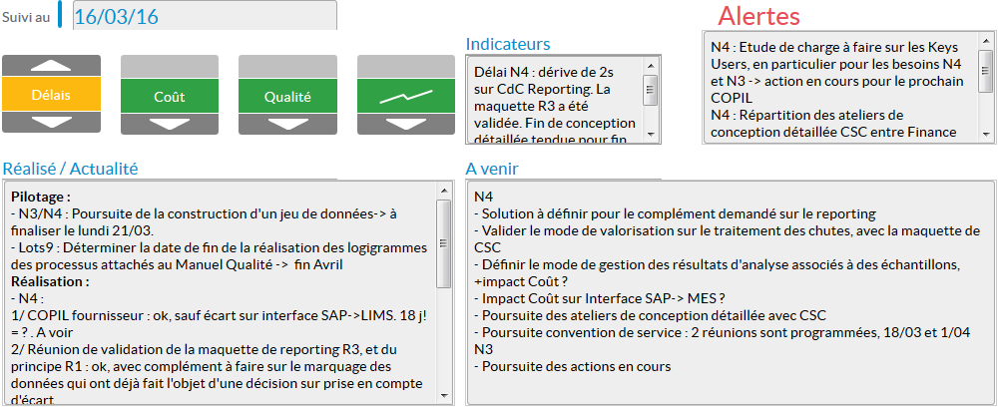 Suivi au 16/03/16
Délais
Coût
Qualité
Indicateurs
Délai N4 : dérive de 2s
sur CdC Reporting. La
maquette R3 a été
validée. Fin de conception
détaillée tendue pour fin
Alertes
N4 : Etude de charge à faire sur les Keys
Users, en particulier pour les besoins N4
et N3 -> action en cours pour le prochain
COPIL
N4 : Répartition des ateliers de
conception détaillée CSC entre Finance
Réalisé / Actualité
Pilotage :
- N3/N4 : Poursuite de la construction d'un jeu de données-> à
finaliser le lundi 21/03.
- Lots9 : Déterminer la date de fin de la réalisation des logigrammes
des processus attachés au Manuel Qualité -> fin Avril
Réalisation :
- N4 :
1/ COPIL fournisseur : ok, sauf écart sur interface SAP->LIMS. 18 j!
= ? . A voir
2/ Réunion de validation de la maquette de reporting R3, et du
principe R1 : ok, avec complément à faire sur le marquage des
données qui ont déjà fait l'objet d'une décision sur prise en compte
d'écart
A venir
N4
- Solution à définir pour le complément demandé sur le reporting
- Valider le mode de valorisation sur le traitement des chutes, avec la maquette de
CSC
- Définir le mode de gestion des résultats d'analyse associés à des échantillons,
+impact Coût ?
- Impact Coût sur Interface SAP-> MES ?
- Poursuite des ateliers de conception détaillée avec CSC
- Poursuite convention de service : 2 réunions sont programmées, 18/03 et 1/04
N3
- Poursuite des actions en cours